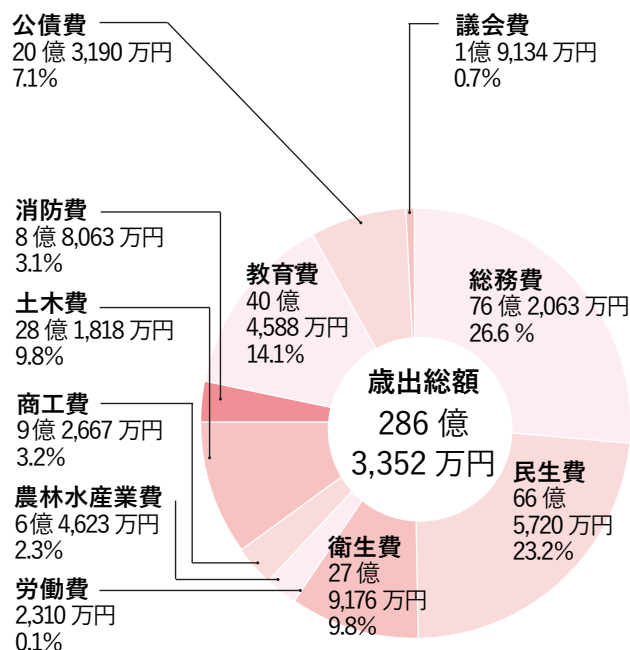 公債費
20 億 3,190 万円
7.1%
議会費
1億 9,134 万円
0.7%
消防費
8 億 8,063 万円
3.1%
教育費
40 億
4,588 万円
14.1%
総務費
76 億 2,063 万円
26.6 %
土木費
28 億 1,818 万円
9.8%
歳出総額
286 億
3,352 万円
商工費
9億 2,667 万円
3.2%
民生費
66 億
5,720 万円
23.2%
農林水産業費
6億 4,623 万円
2.3%
衛生費
27 億
9,176 万円
9.8%
労働費
2,310 万円
0.1%